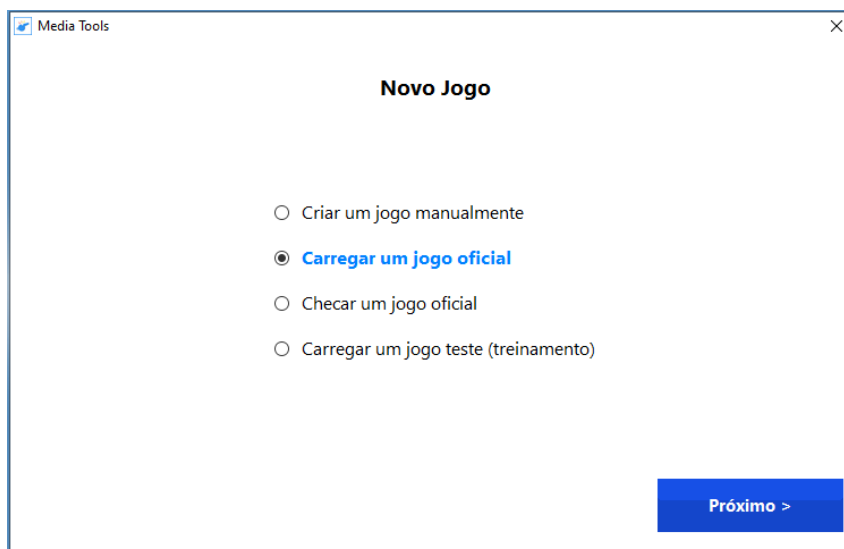 Media Tools
Novo Jogo
Criar um jogo manualmente
Carregar um jogo oficial
Checar um jogo oficial
Carregar um jogo teste (treinamento)
Próximo >